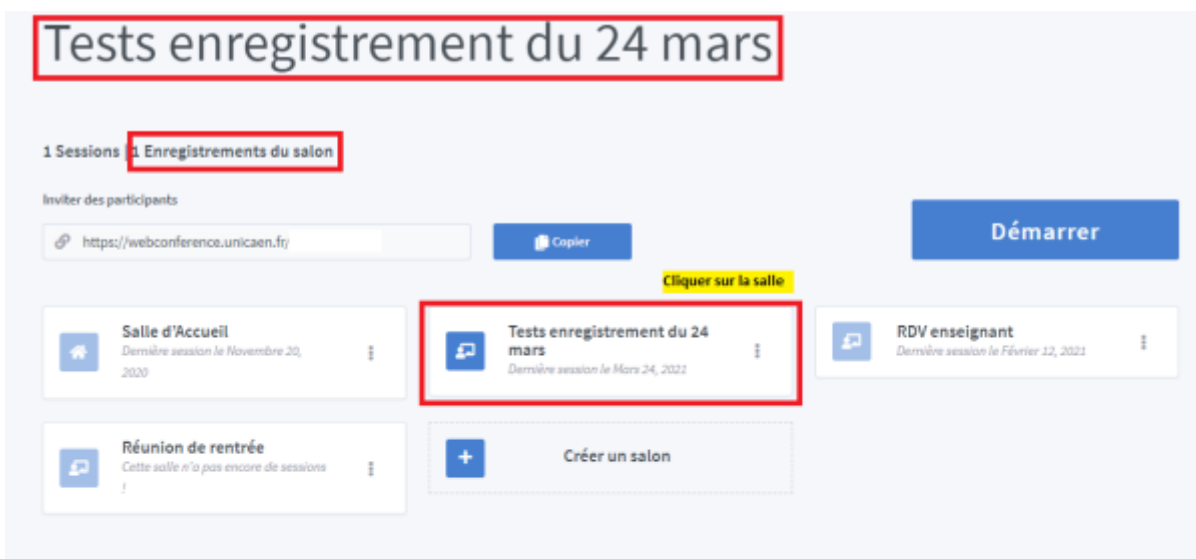 Tests enregistrement du 24 mars
1 Sessions | 1 Enregistrements du salon
Inviter des participants
https://webconference.unicaen.fr/
Copier
Démarrer
Cliquer sur la salle
Salle d'Accueil
Dernière session le Novembre 20,
2020
Tests enregistrement du 24
mars
Dernière session le Mars 24, 2021
RDV enseignant
Dernière session le Février 12, 2021
Réunion de rentrée
Cette salle n'a pas encore de sessions
!
Créer un salon